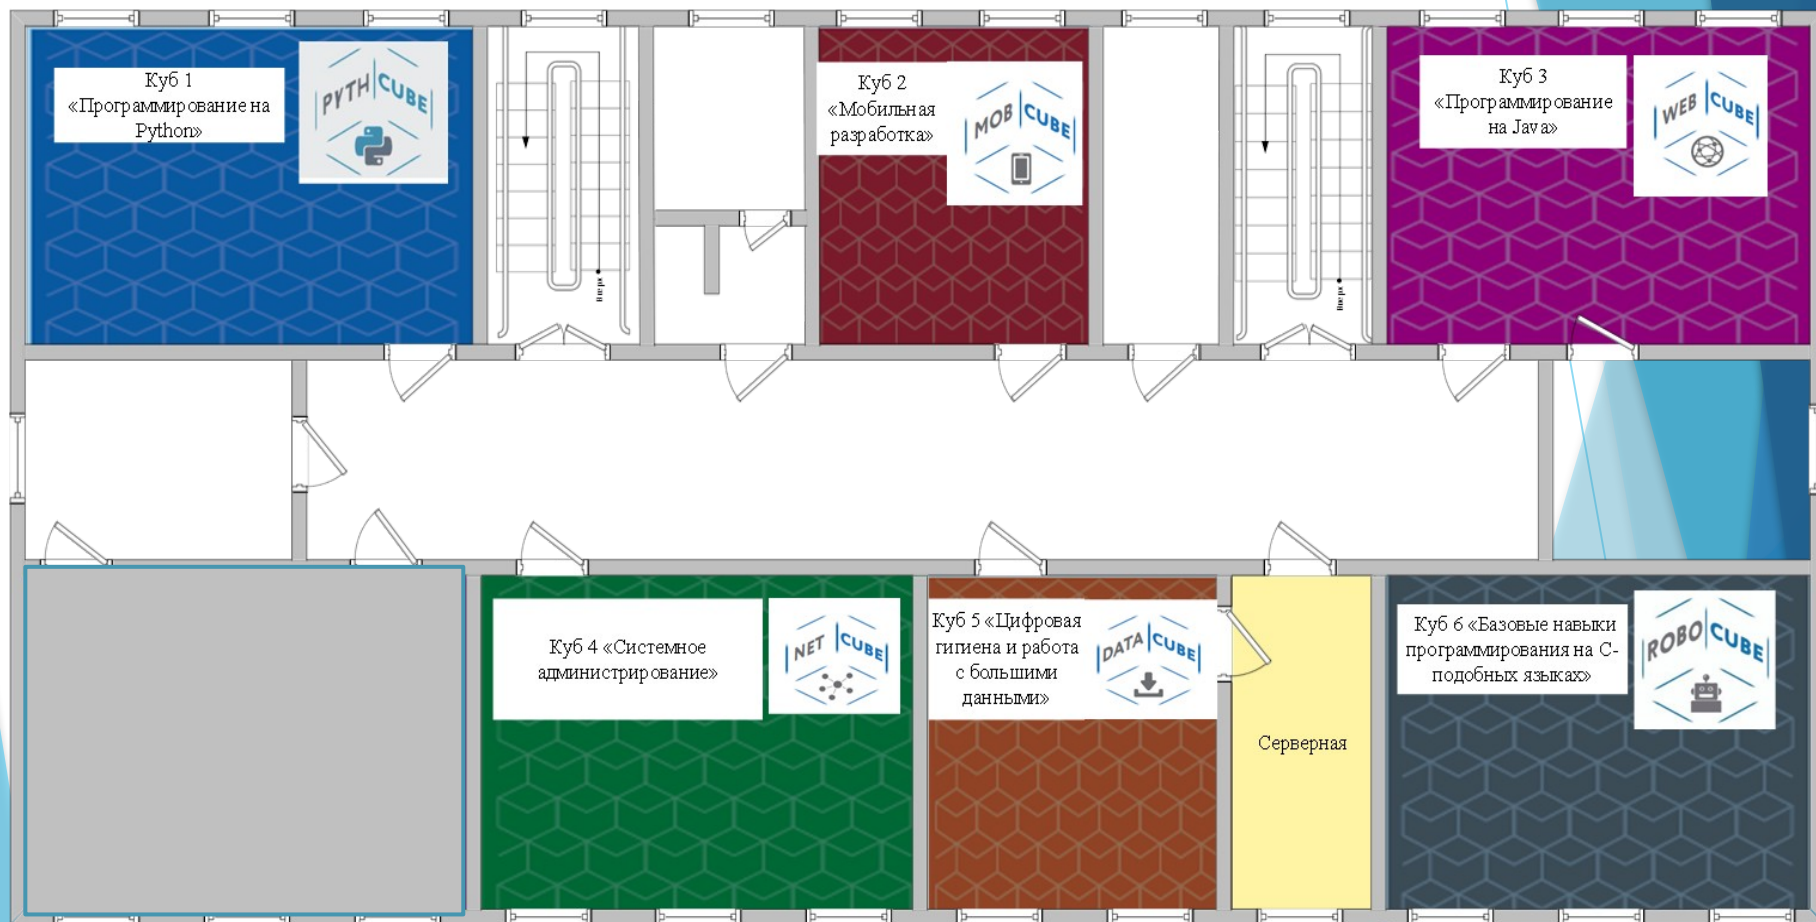 Куб 1
«Программирование на
Python»
PYTH CUBE
Куб 2
«Мобильная
разработка»
MOB CUBE
Куб 3
«Программирование
на Java»
WEB CUBE
Вверх
Вверх
Куб 4 «Системное
администрирование»
NET CUBE
Куб 5 «Цифровая
гигиена и работа
с большими
данными»
DATA CUBE
Серверная
Куб 6 «Базовые навыки
программирования на С-
подобных языках»
ROBO CUBE